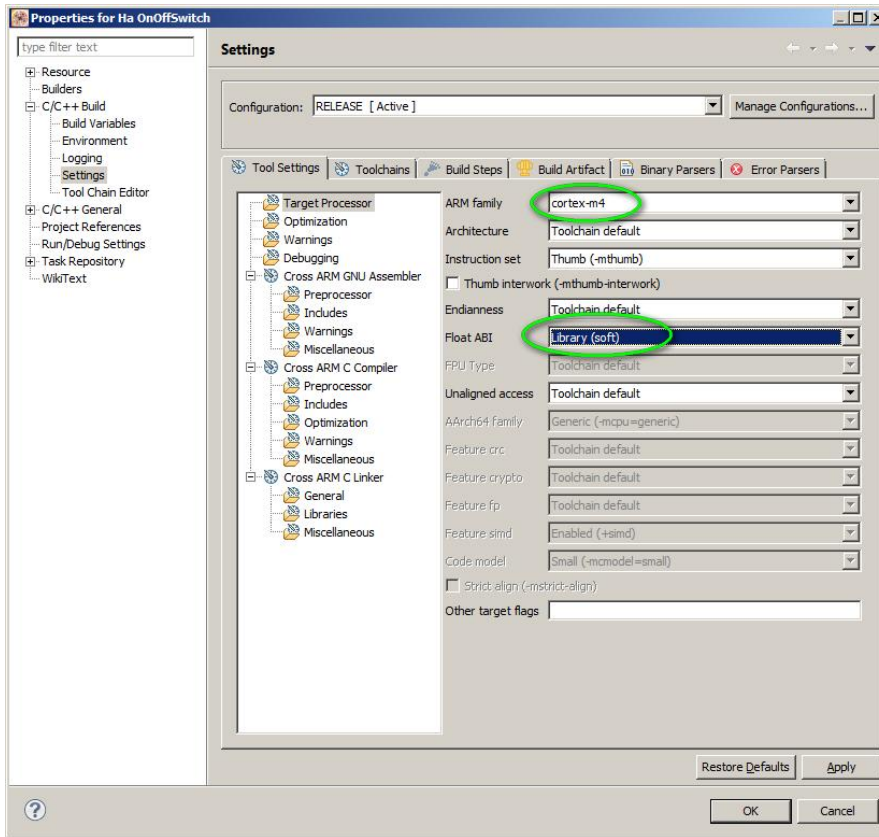 Properties for Ha OnOffSwitch
type filter text
Resource
Builders
C/C++ Build
Build Variables
Environment
Logging
Settings
Tool Chain Editor
C/C++ General
Project References
Run/Debug Settings
Task Repository
WikiText
Settings
Configuration: RELEASE [ Active ] Manage Configurations...
Tool Settings Toolchains Build Steps Build Artifact Binary Parsers Error Parsers
Target Processor
Optimization
Warnings
Debugging
Cross ARM GNU Assembler
Preprocessor
Includes
Warnings
Miscellaneous
Cross ARM C Compiler
Preprocessor
Includes
Optimization
Warnings
Miscellaneous
Cross ARM C Linker
General
Libraries
Miscellaneous
ARM family cortex-m4
Architecture Toolchain default
Instruction set Thumb (-mthumb)
Thumb interwork (-mthumb-interwork)
Endianness Toolchain default
Float ABI Library (soft)
FPU Type Toolchain default
Unaligned access Toolchain default
AArch64 family Generic (-mcpu=generic)
Feature crc Toolchain default
Feature crypto Toolchain default
Feature fp Toolchain default
Feature simd Enabled (+simd)
Code model Small (-mcmodel=small)
Strict align (-mstrict-align)
Other target flags
Restore Defaults Apply
OK Cancel